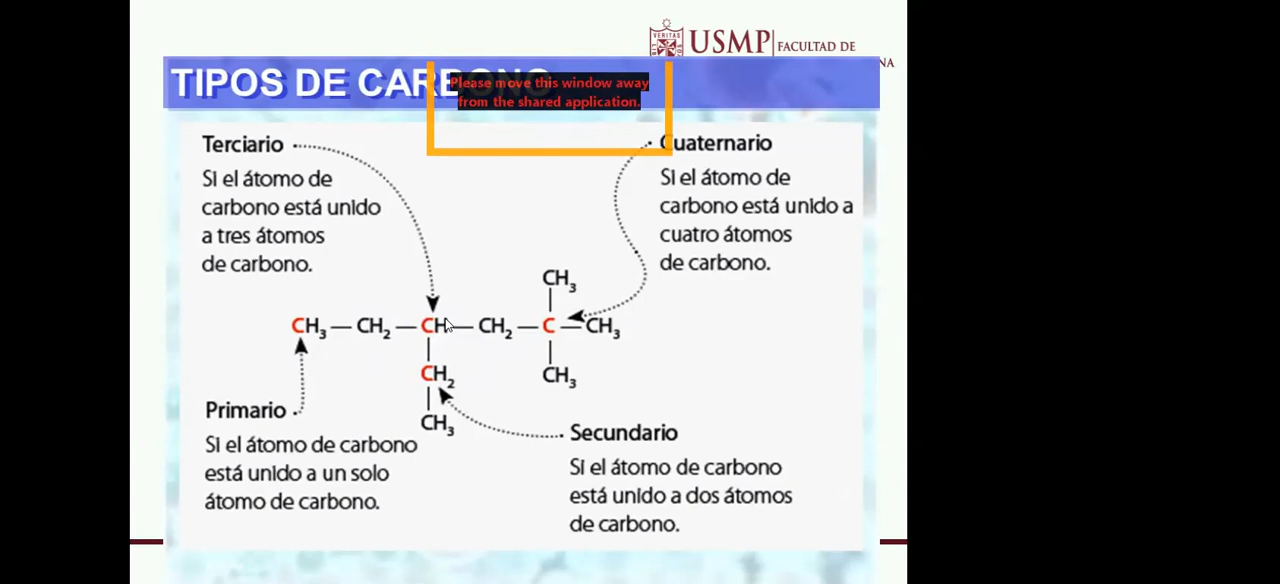 USMP | FACULTAD DE
NA
TIPOS DE CARBONO
Please move this window away
from the shared application.
Terciario
Si el átomo de
carbono está unido
a tres átomos
de carbono.
Cuaternario
Si el átomo de
carbono está unido a
cuatro átomos
de carbono.
CH3
CH3 — CH2 — CH — CH2 — C — CH3
CH2
CH3
CH3
Primario
Si el átomo de carbono
está unido a un solo
átomo de carbono.
Secundario
Si el átomo de carbono
está unido a dos átomos
de carbono.